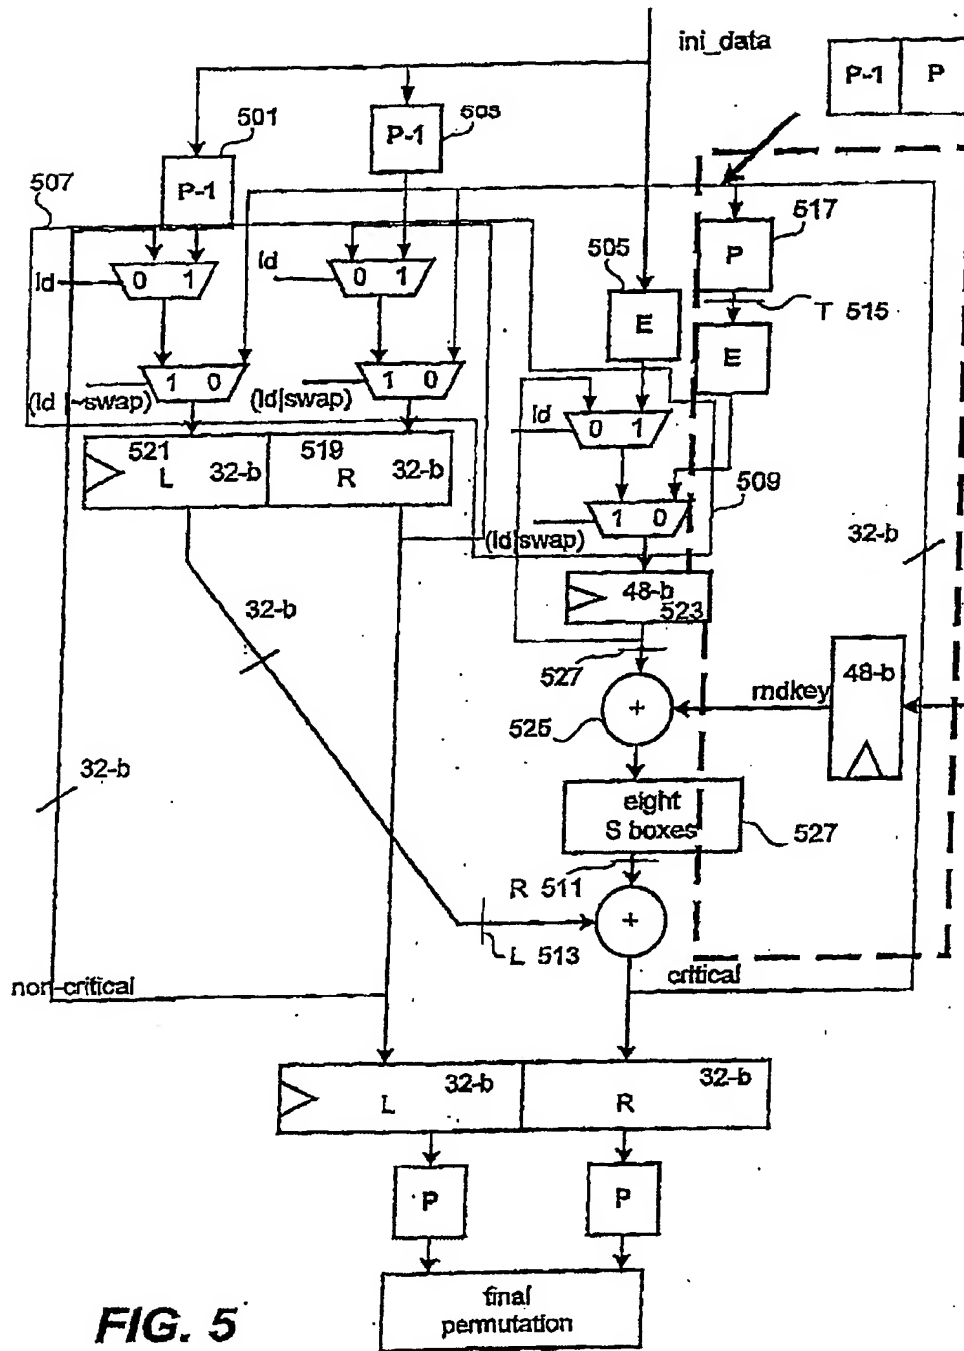 ini_data
P-1 P
501
P-1
503
P-1
507
517
P
505
E
T 515
E
ld 0 1
ld 0 1
ld 0 1
1 0
(ld |~swap)
1 0
(ld|swap)
521
L 32-b
519
R 32-b
509
1 0
(ld|swap)
32-b
48-b
523
32-b
527
48-b
rndkey
+
525
32-b
eight
S boxes
527
R 511
+
L 513
non-critical
critical
32-b
L
32-b
R
P
P
final
permutation
FIG. 5